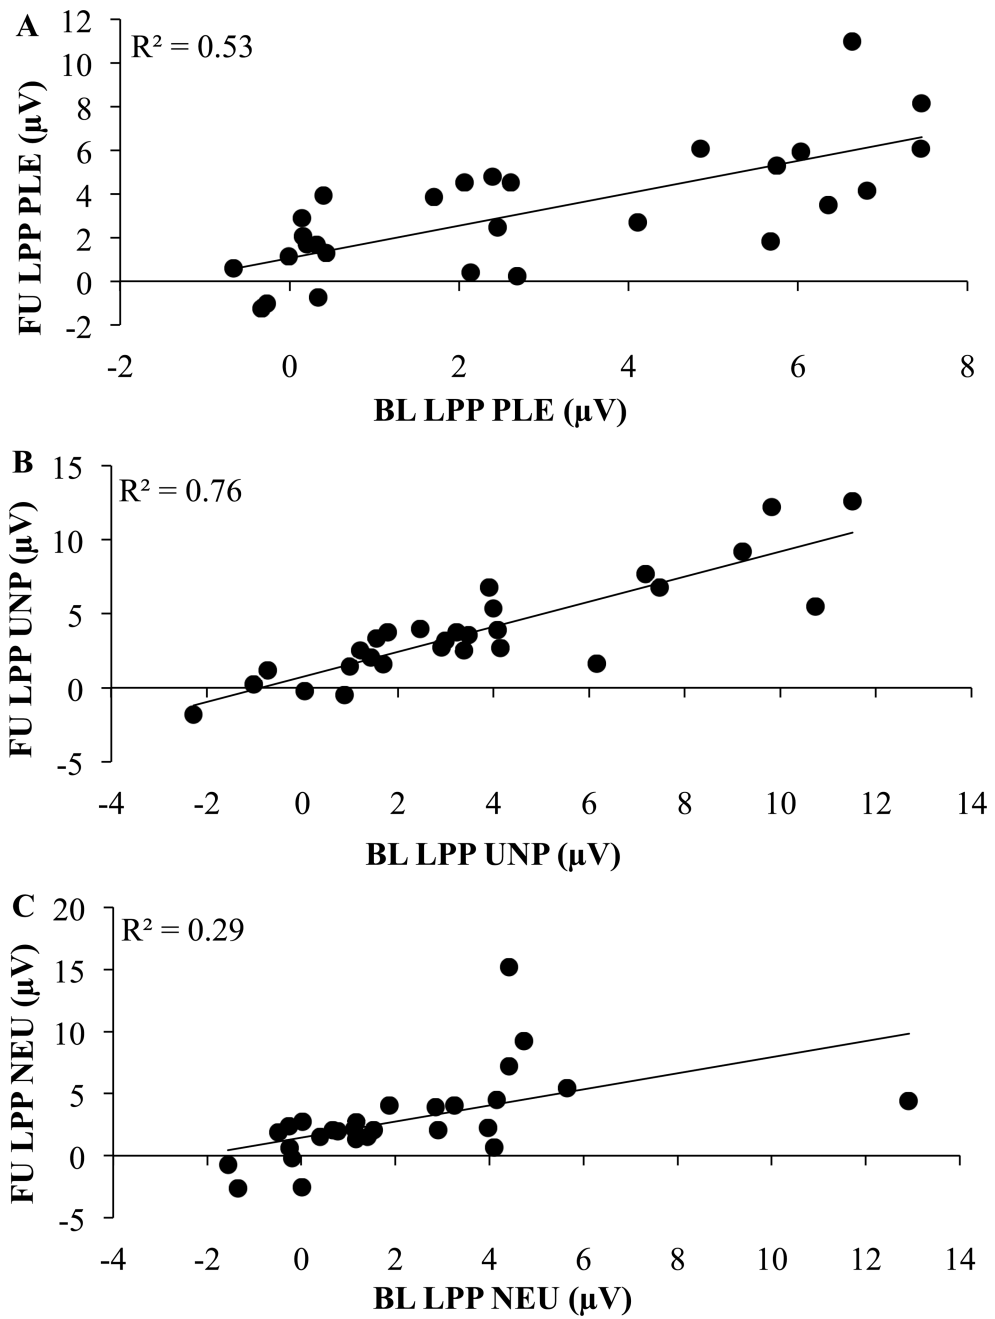 A
R² = 0.53
FU LPP PLE (µV)
12
10
8
6
4
2
0
-2
-2 0 2 4 6 8
BL LPP PLE (µV)
B
R² = 0.76
FU LPP UNP (µV)
15
10
5
0
-5
-4 -2 0 2 4 6 8 10 12 14
BL LPP UNP (µV)
C
R² = 0.29
FU LPP NEU (µV)
20
15
10
5
0
-5
-4 -2 0 2 4 6 8 10 12 14
BL LPP NEU (µV)